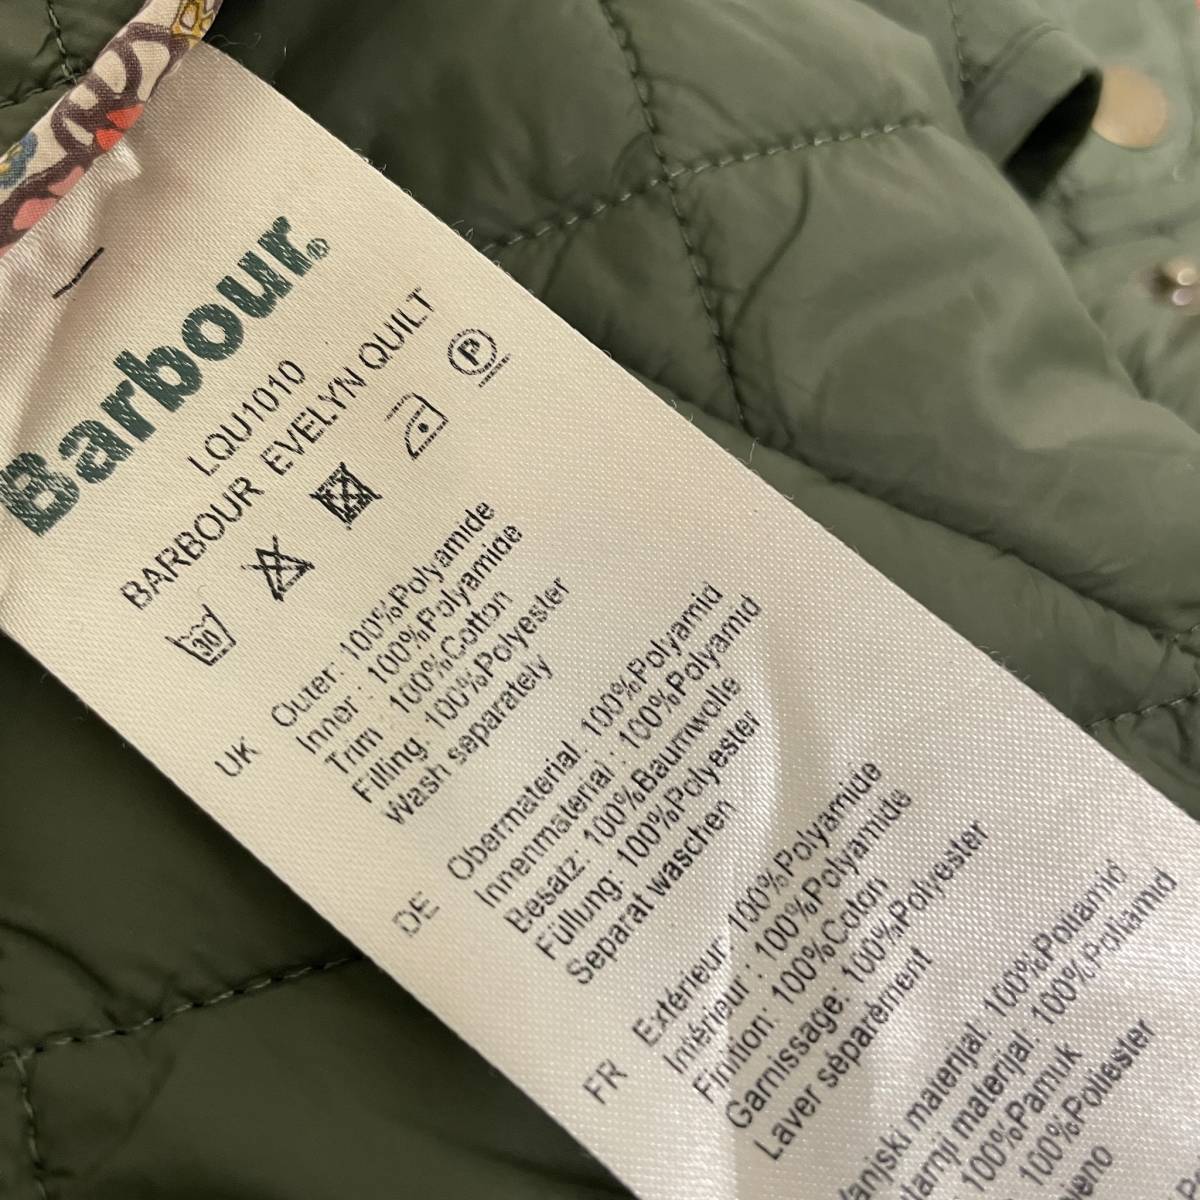 Barbour®
LQU1010
BARBOUR EVELYN QUILT
30
P
UK
Outer: 100%Polyamide
Inner : 100%Polyamide
Trim : 100%Cotton
Filling: 100%Polyester
Wash separately
DE
Obermaterial: 100%Polyamid
Innenmaterial : 100%Polyamid
Besatz: 100%Baumwolle
Füllung: 100%Polyester
Separat waschen
FR
Extérieur: 100%Polyamide
Intérieur : 100%Polyamide
Finition: 100%Coton
Garnissage: 100%Polyester
Laver séparément
materijal: 100%Poliamid
materijal: 100%Poliamid
100%Pamuk
100%Poliester